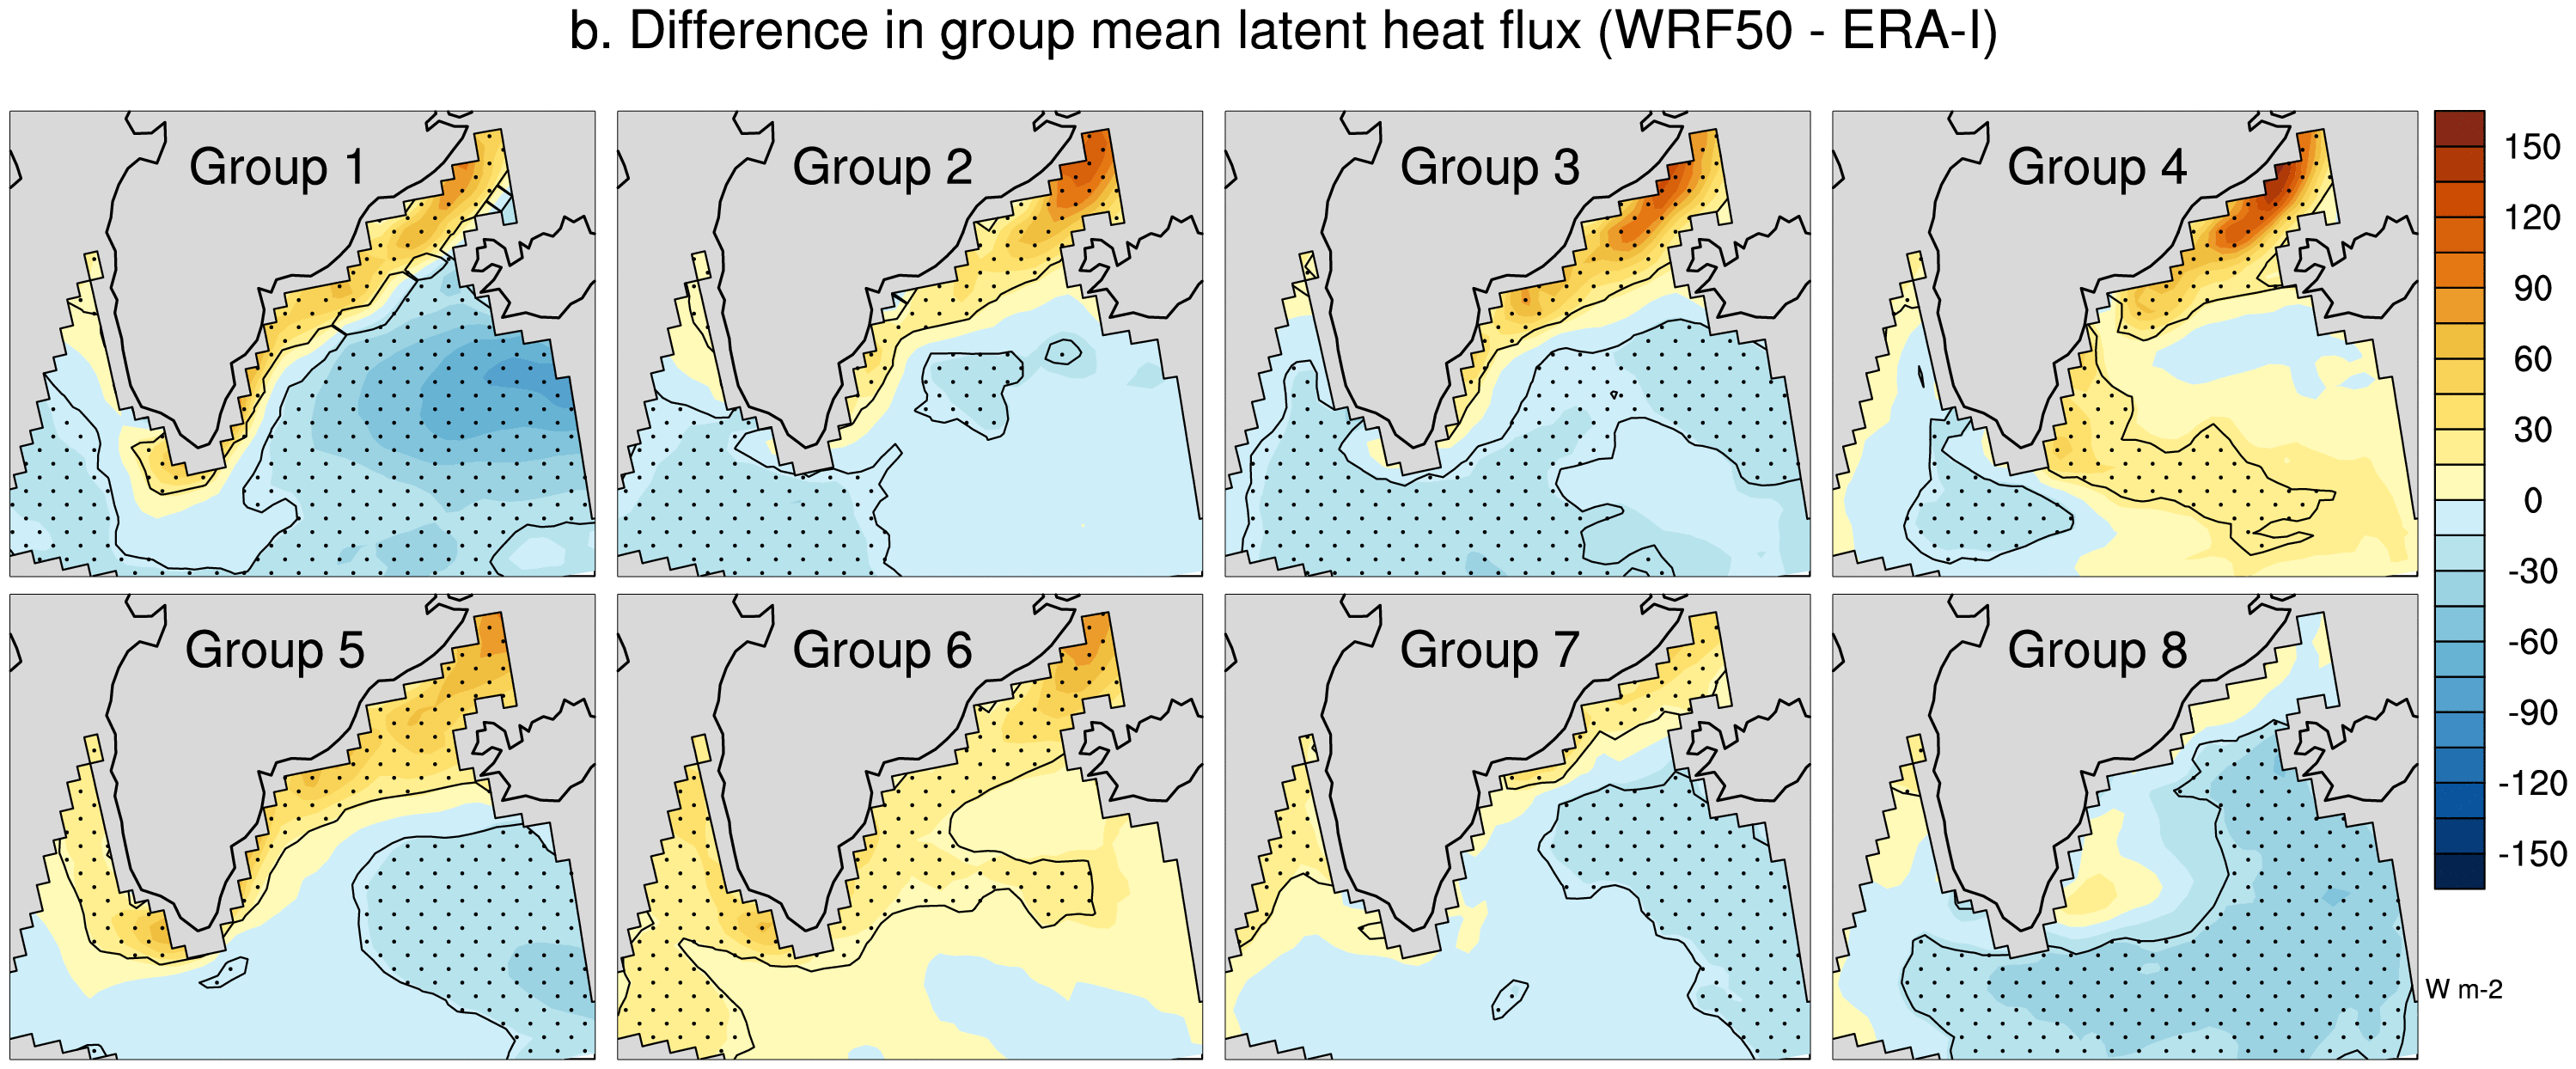 b. Difference in group mean latent heat flux (WRF50 - ERA-I)
Group 1
Group 2
Group 3
Group 4
Group 5
Group 6
Group 7
Group 8
150
120
90
60
30
0
-30
-60
-90
-120
-150
W m-2